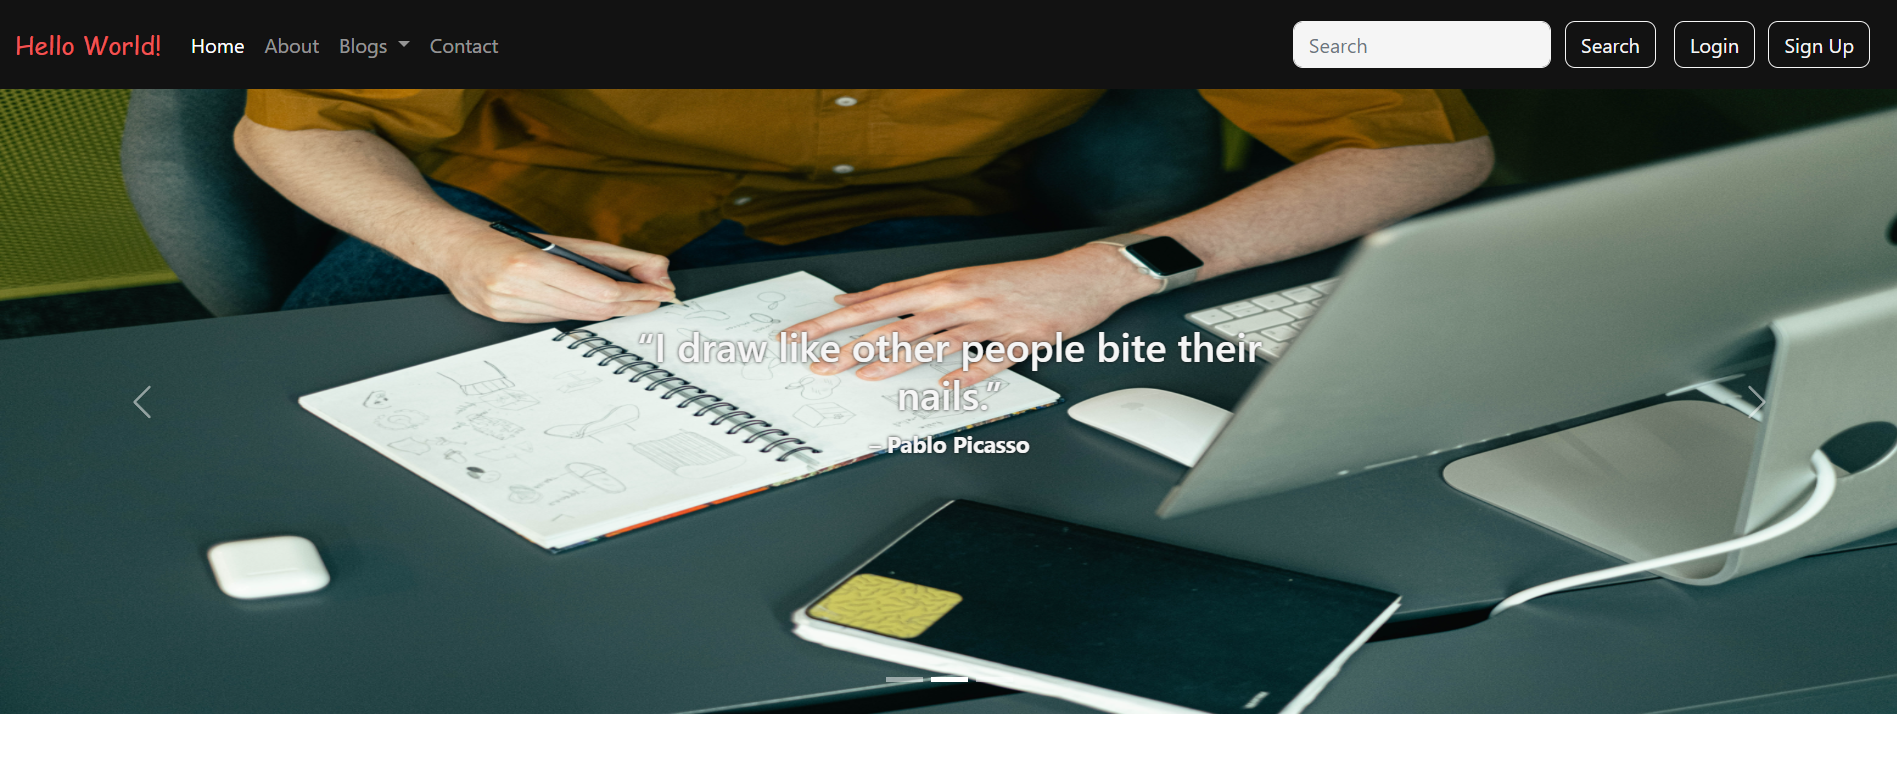 Hello World!
Home
About
Blogs
Contact
Search
Search
Login
Sign Up
“I draw like other people bite their
nails.”
– Pablo Picasso